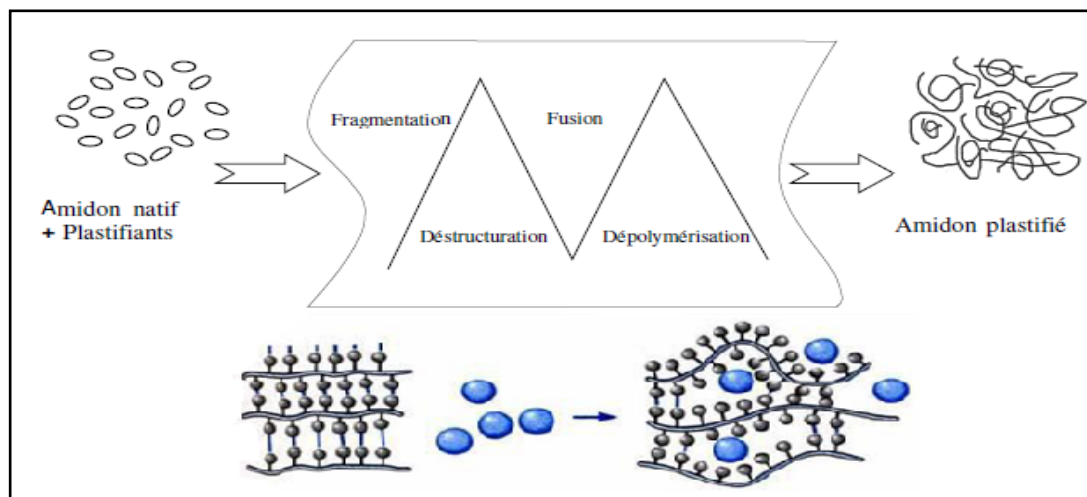 Fragmentation
Fusion
Déstructuration
Dépolymérisation
Amidon natif
+ Plastifiants
Amidon plastifié